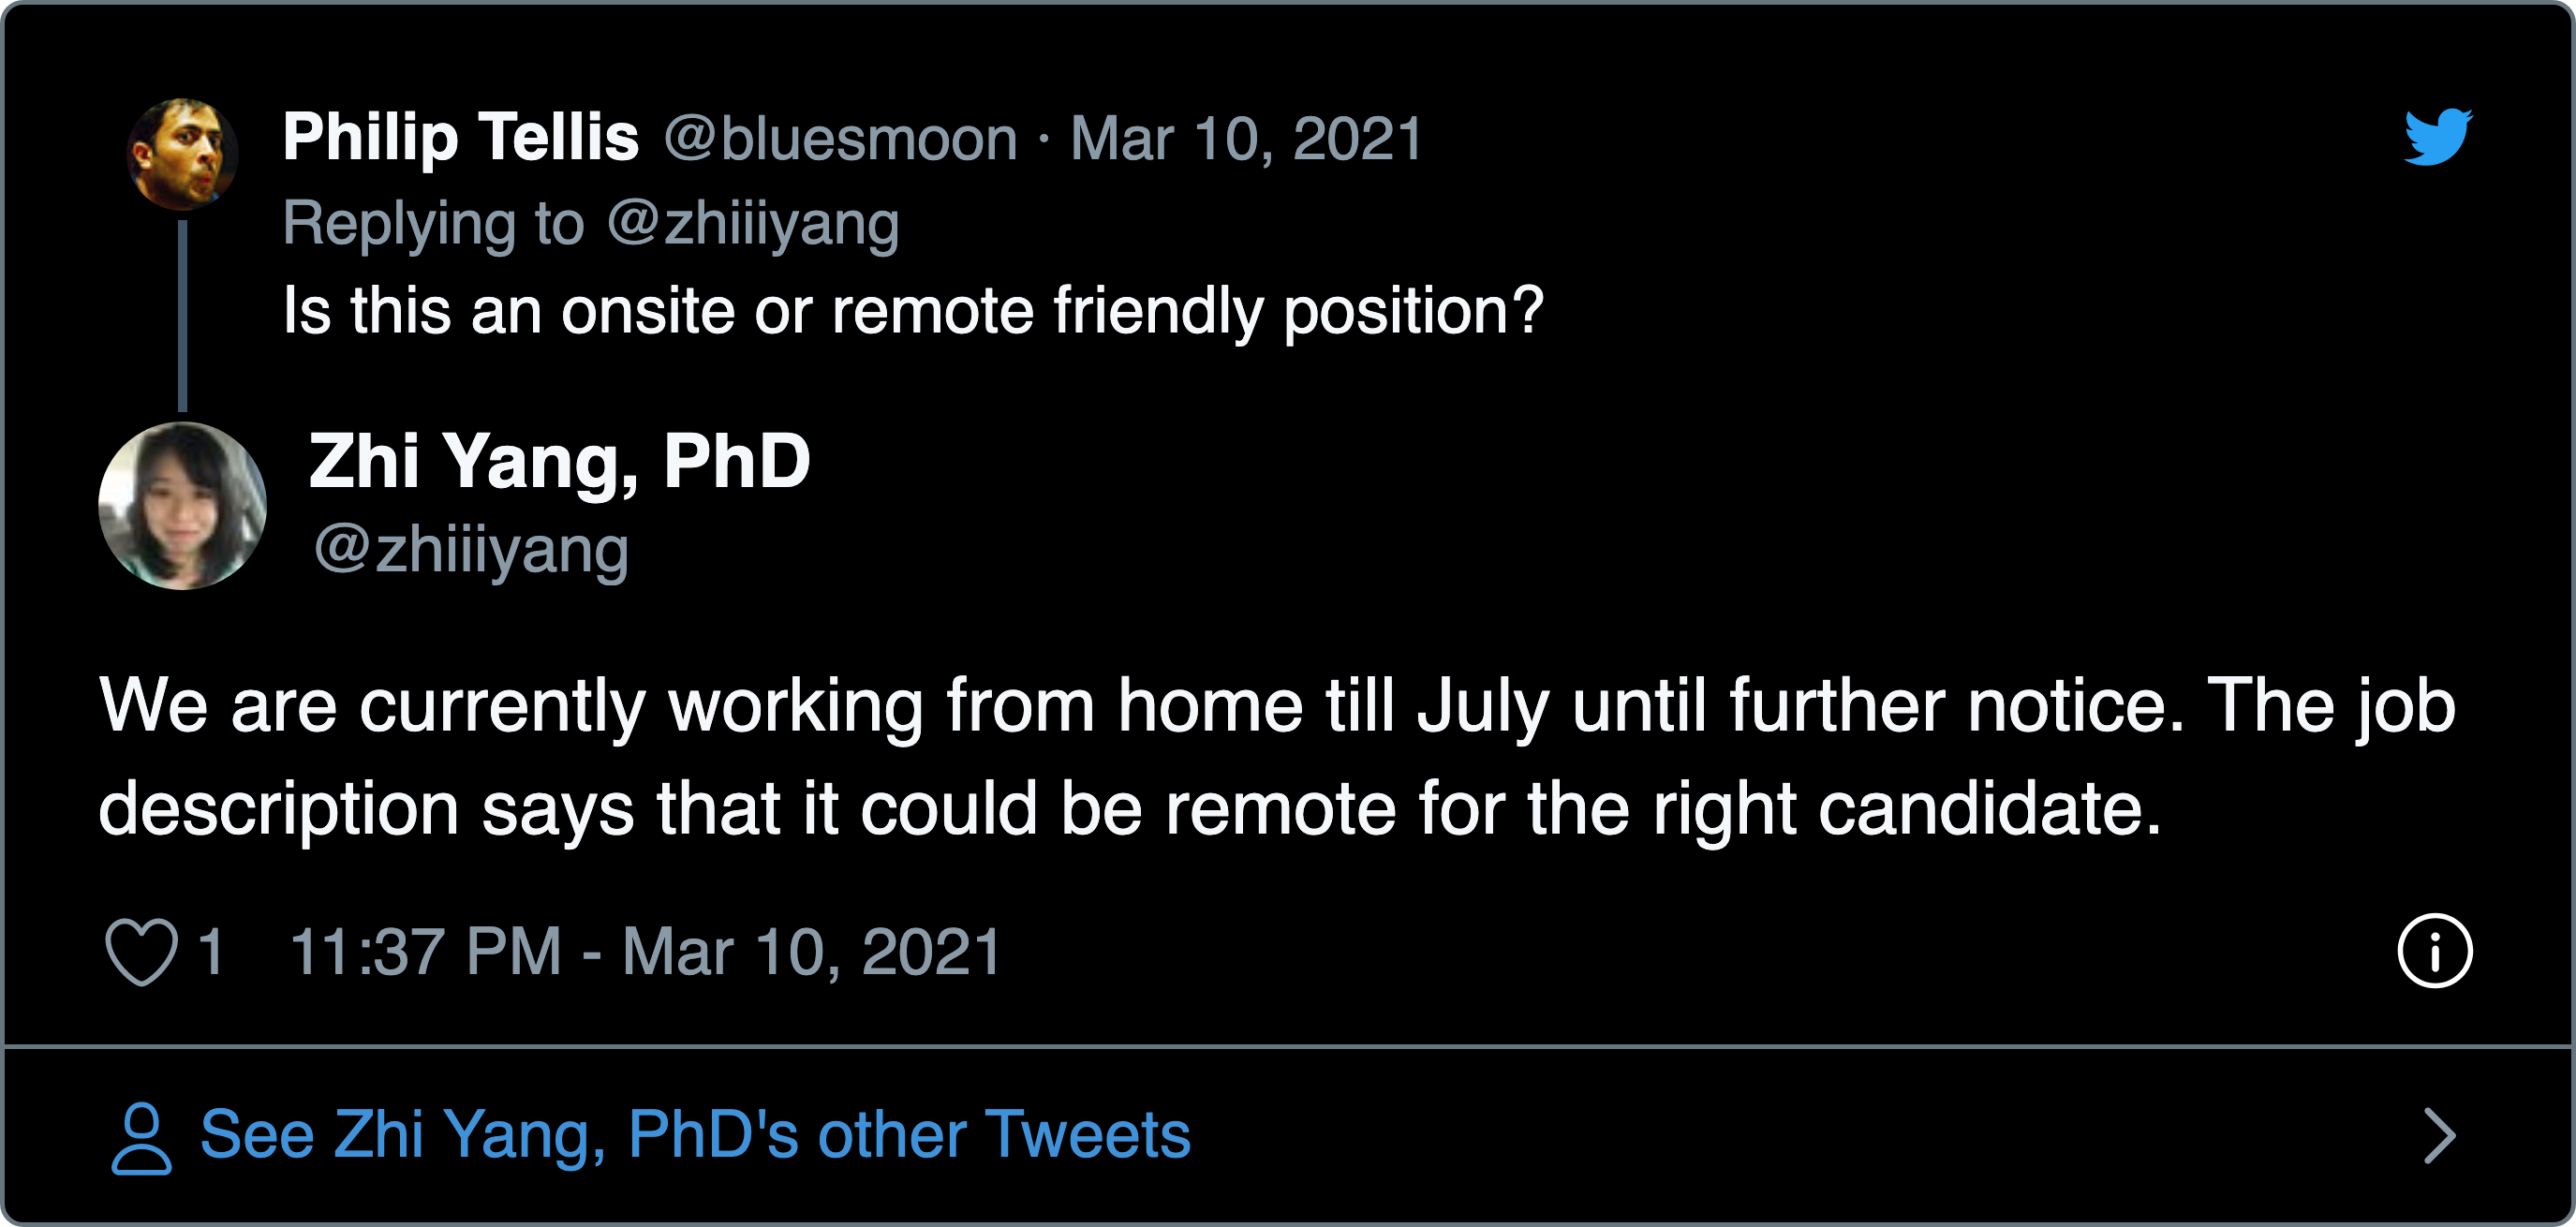 Philip Tellis @bluesmoon · Mar 10, 2021
Replying to @zhiiiyang
Is this an onsite or remote friendly position?
Zhi Yang, PhD
@zhiiiyang
We are currently working from home till July until further notice. The job
description says that it could be remote for the right candidate.
1 11:37 PM - Mar 10, 2021
See Zhi Yang, PhD's other Tweets